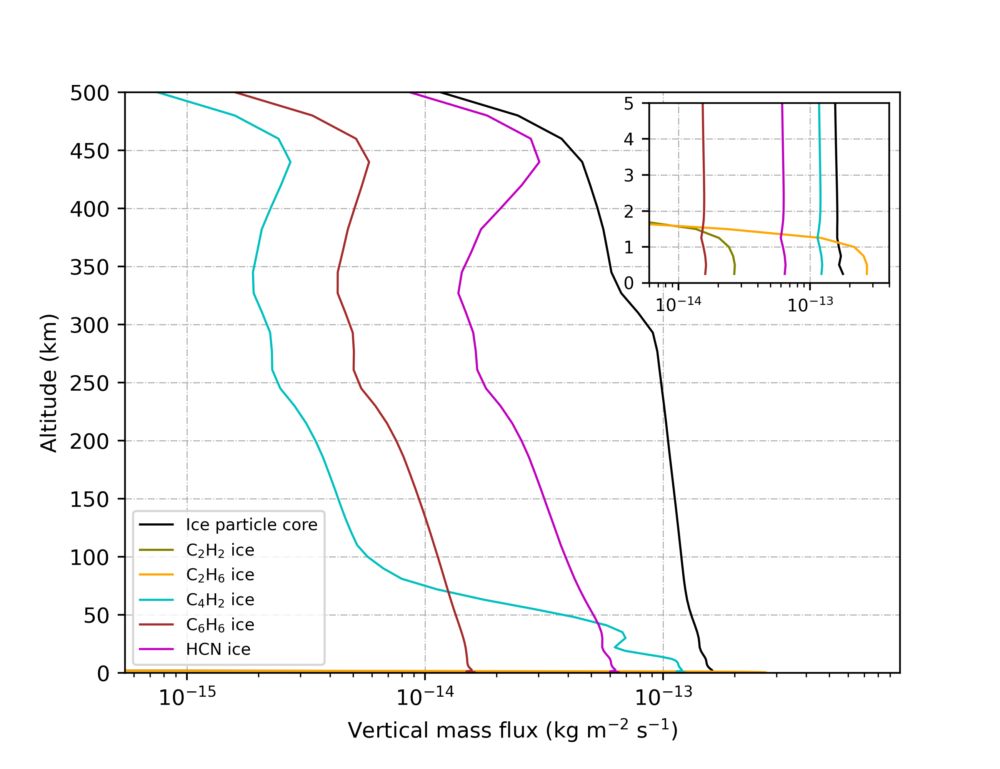 500
450
400
350
300
250
200
150
100
50
0
Altitude (km)
5
4
3
2
1
0
10⁻¹⁴
10⁻¹³
Ice particle core
C₂H₂ ice
C₂H₆ ice
C₄H₂ ice
C₆H₆ ice
HCN ice
10⁻¹⁵
10⁻¹⁴
10⁻¹³
Vertical mass flux (kg m⁻² s⁻¹)